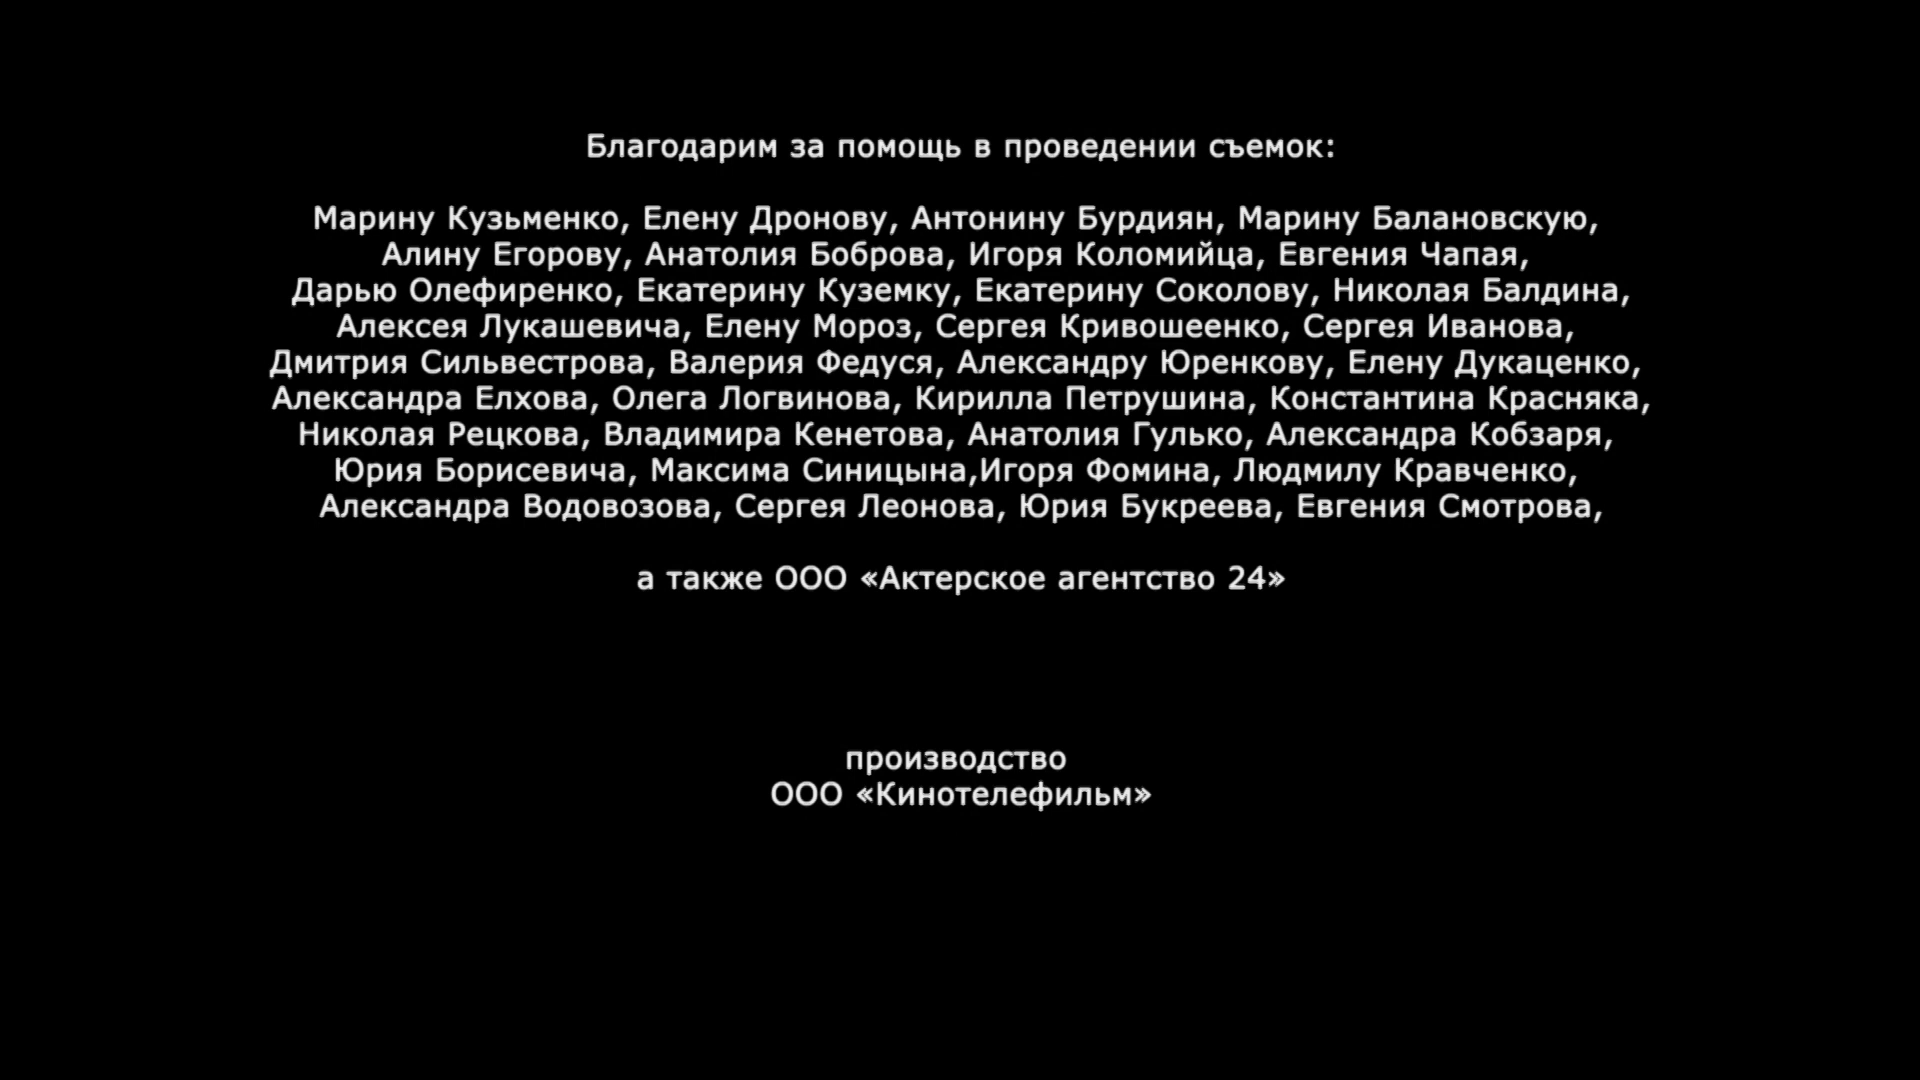 Благодарим за помощь в проведении съемок:
Марину Кузьменко, Елену Дронову, Антонину Бурдиян, Марину Балановскую,
Алину Егорову, Анатолия Боброва, Игоря Коломийца, Евгения Чапая,
Дарью Олефиренко, Екатерину Куземку, Екатерину Соколову, Николая Балдина,
Алексея Лукашевича, Елену Мороз, Сергея Кривошеенко, Сергея Иванова,
Дмитрия Сильвестрова, Валерия Федуся, Александру Юренкову, Елену Дукаценко,
Александра Елхова, Олега Логвинова, Кирилла Петрушина, Константина Красняка,
Николая Рецкова, Владимира Кенетова, Анатолия Гулько, Александра Кобзаря,
Юрия Борисевича, Максима Синицына,Игоря Фомина, Людмилу Кравченко,
Александра Водовозова, Сергея Леонова, Юрия Букреева, Евгения Смотрова,
а также ООО «Актерское агентство 24»
производство
ООО «Кинотелефильм»